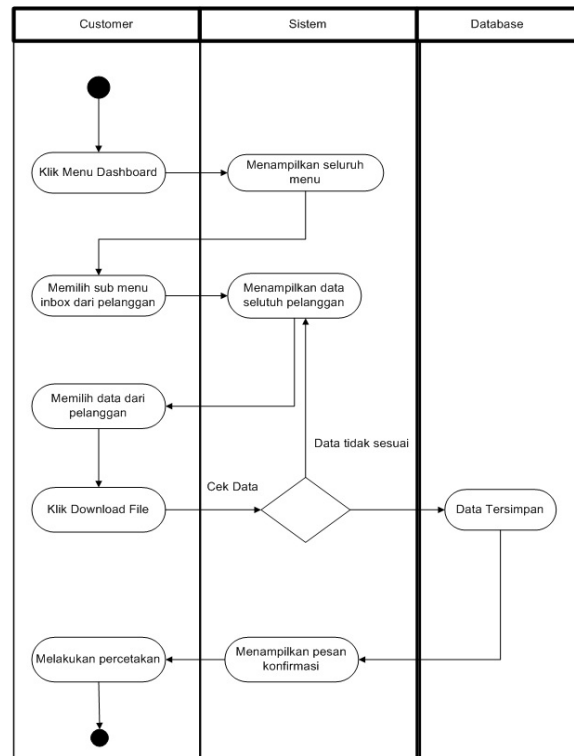 Customer
Sistem
Database
Klik Menu Dashboard
Menampilkan seluruh
menu
Memilih sub menu
inbox dari pelanggan
Menampilkan data
selutuh pelanggan
Memilih data dari
pelanggan
Data tidak sesuai
Cek Data
Klik Download File
Data Tersimpan
Melakukan percetakan
Menampilkan pesan
konfirmasi